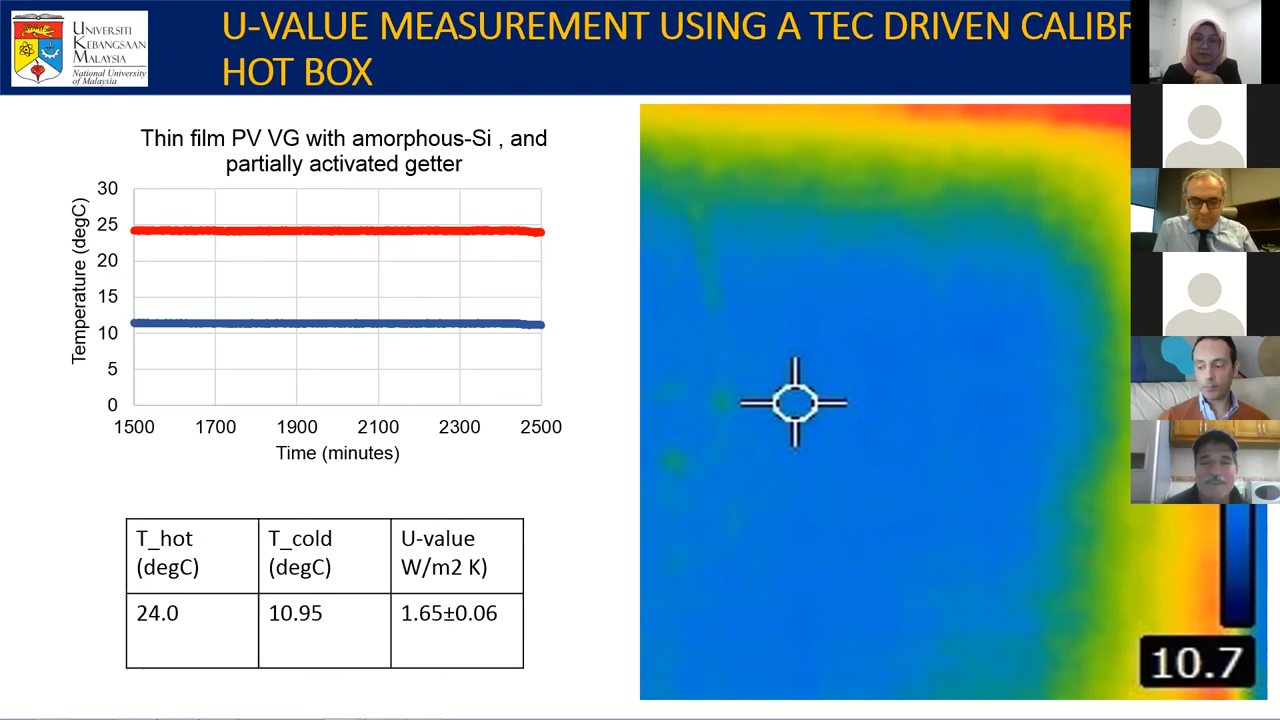 UNIVERSITI
KEBANGSAAN
MALAYSIA
National University
of Malaysia
U-VALUE MEASUREMENT USING A TEC DRIVEN CALIBR
HOT BOX
Thin film PV VG with amorphous-Si , and
partially activated getter
Temperature (degC)
30
25
20
15
10
5
0
1500 1700 1900 2100 2300 2500
Time (minutes)
T_hot
(degC)
T_cold
(degC)
U-value
W/m2 K)
24.0 10.95 1.65±0.06
10.7